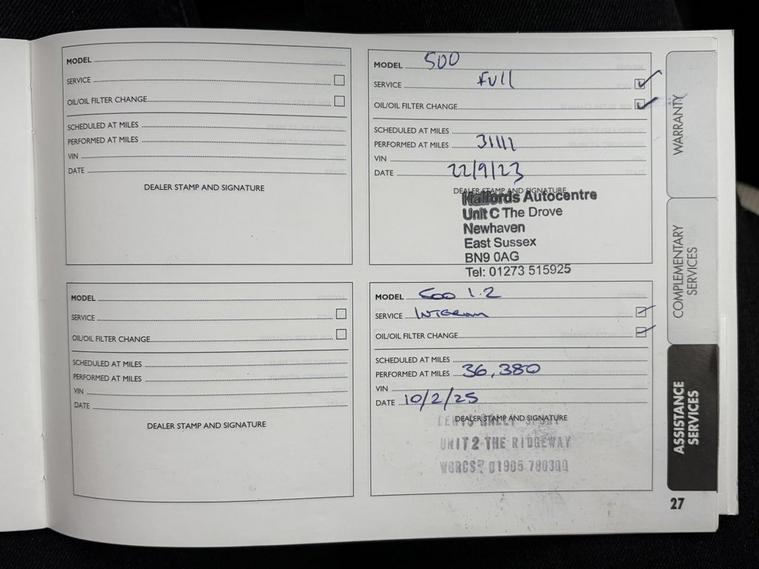 MODEL
SERVICE
OIL/OIL FILTER CHANGE
SCHEDULED AT MILES
PERFORMED AT MILES
VIN
DATE
DEALER STAMP AND SIGNATURE
MODEL 500
SERVICE Full
OIL/OIL FILTER CHANGE
SCHEDULED AT MILES
PERFORMED AT MILES 31111
VIN
DATE 22/9/23
DEALER STAMP AND SIGNATURE
Halfords Autocentre
Unit C The Drove
Newhaven
East Sussex
BN9 0AG
Tel: 01273 515925
MODEL
SERVICE
OIL/OIL FILTER CHANGE
SCHEDULED AT MILES
PERFORMED AT MILES
VIN
DATE
DEALER STAMP AND SIGNATURE
MODEL 500 1.2
SERVICE INTERIM
OIL/OIL FILTER CHANGE
SCHEDULED AT MILES
PERFORMED AT MILES 36,380
VIN
DATE 10/2/25
DEALER STAMP AND SIGNATURE
UNIT 2 THE RIDGEWAY
WORCS 01905 780300
WARRANTY
COMPLEMENTARY
SERVICES
ASSISTANCE
SERVICES
27